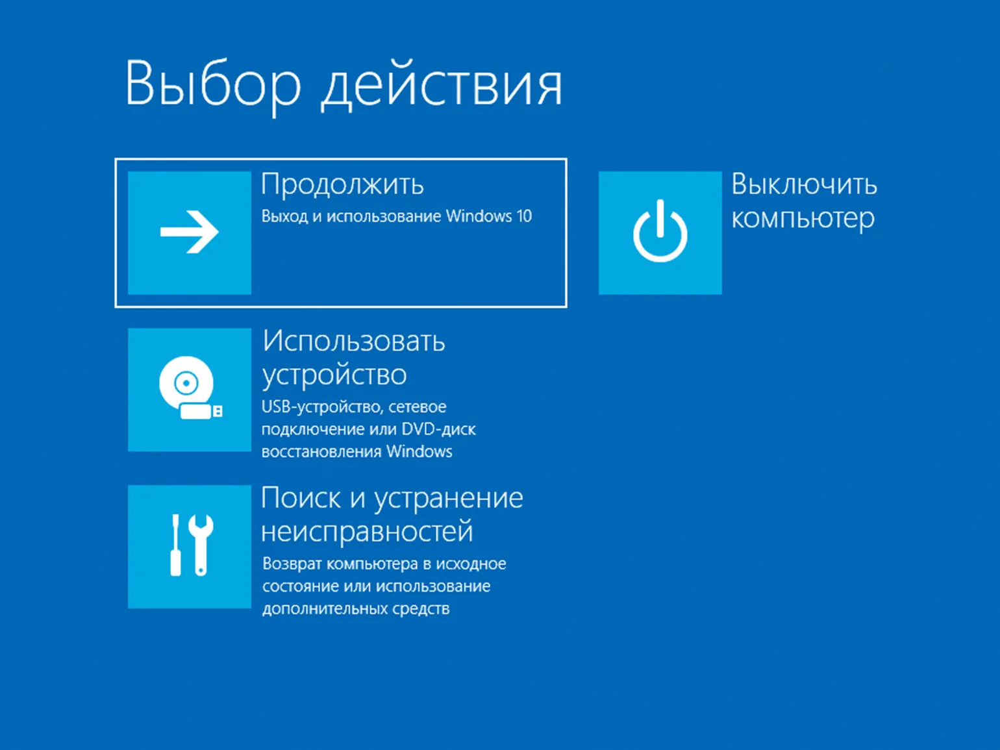 Выбор действия
Продолжить
Выход и использование Windows 10
Выключить
компьютер
Использовать
устройство
USB-устройство, сетевое
подключение или DVD-диск
восстановления Windows
Поиск и устранение
неисправностей
Возврат компьютера в исходное
состояние или использование
дополнительных средств